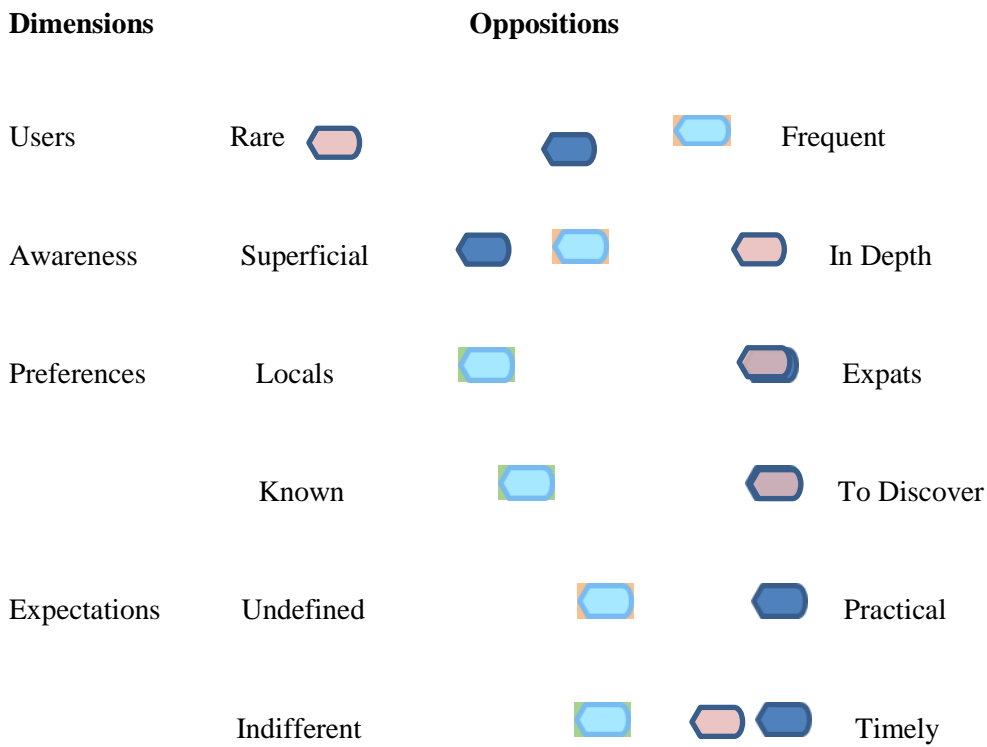 Dimensions Oppositions
Users Rare Frequent
Awareness Superficial In Depth
Preferences Locals Expats
Known To Discover
Expectations Undefined Practical
Indifferent Timely